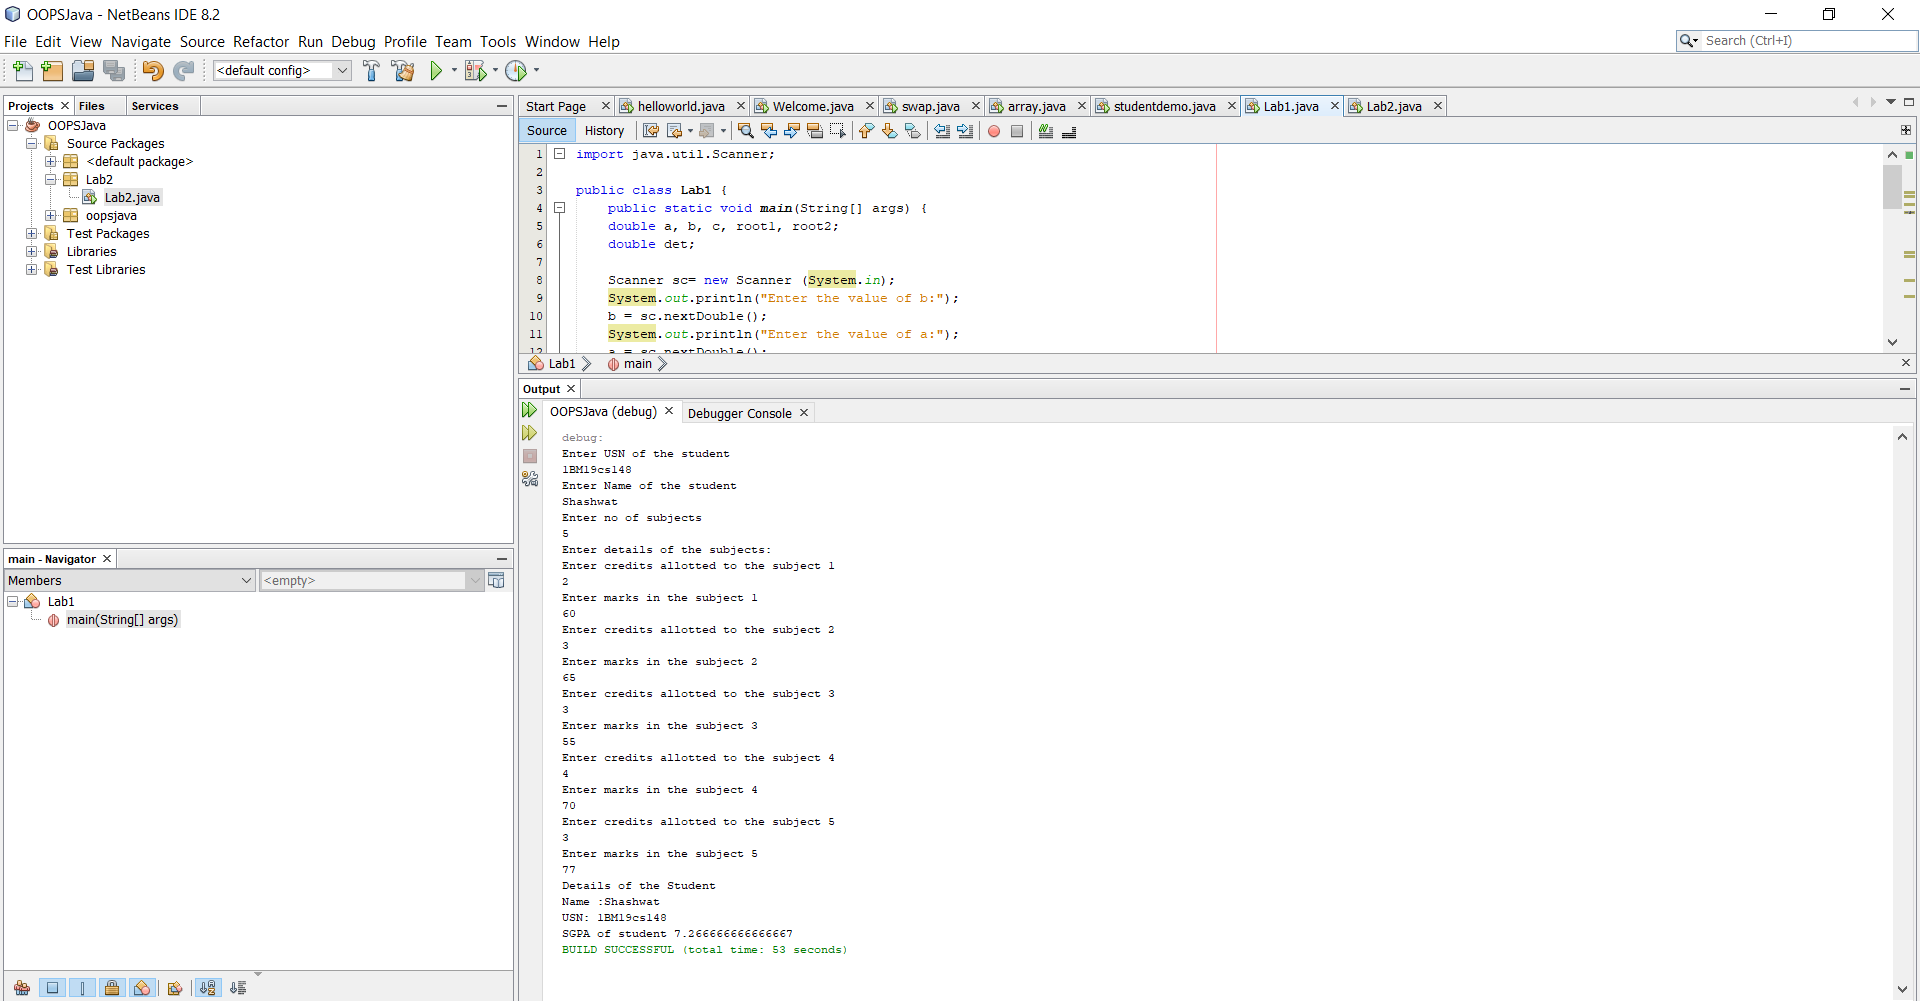 OOPSJava - NetBeans IDE 8.2
File Edit View Navigate Source Refactor Run Debug Profile Team Tools Window Help
Search (Ctrl+I)
<default config>
Projects Files Services
OOPSJava
Source Packages
<default package>
Lab2
Lab2.java
oopsjava
Test Packages
Libraries
Test Libraries
main - Navigator
Members <empty>
Lab1
main(String[] args)
Start Page helloworld.java Welcome.java swap.java array.java studentdemo.java Lab1.java Lab2.java
Source History
1 import java.util.Scanner;
2
3 public class Lab1 {
4 public static void main(String[] args) {
5 double a, b, c, root1, root2;
6 double det;
7
8 Scanner sc= new Scanner (System.in);
9 System.out.println("Enter the value of b:");
10 b = sc.nextDouble();
11 System.out.println("Enter the value of a:");
12 a = sc.nextDouble();
Lab1 main
Output
OOPSJava (debug) Debugger Console
debug:
Enter USN of the student
1BM19cs148
Enter Name of the student
Shashwat
Enter no of subjects
5
Enter details of the subjects:
Enter credits allotted to the subject 1
2
Enter marks in the subject 1
60
Enter credits allotted to the subject 2
3
Enter marks in the subject 2
65
Enter credits allotted to the subject 3
3
Enter marks in the subject 3
55
Enter credits allotted to the subject 4
4
Enter marks in the subject 4
70
Enter credits allotted to the subject 5
3
Enter marks in the subject 5
77
Details of the Student
Name :Shashwat
USN: 1BM19cs148
SGPA of student 7.266666666666667
BUILD SUCCESSFUL (total time: 53 seconds)